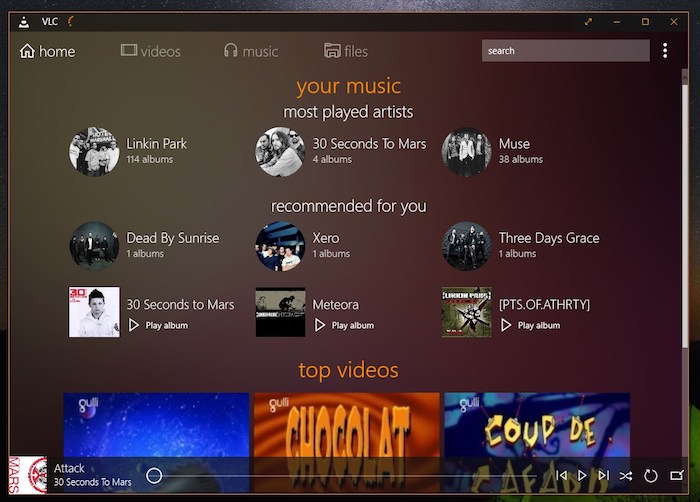 VLC
home
videos
music
files
search
your music
most played artists
Linkin Park
114 albums
30 Seconds To Mars
4 albums
Muse
38 albums
recommended for you
Dead By Sunrise
1 albums
Xero
1 albums
Three Days Grace
1 albums
30 Seconds to Mars
Play album
Meteora
Play album
[PTS.OF.ATHRTY]
Play album
30
LINKIN PARK
top videos
gulli
gulli
gulli
CHOCOLAT
COUP DE
MARS
Attack
30 Seconds To Mars